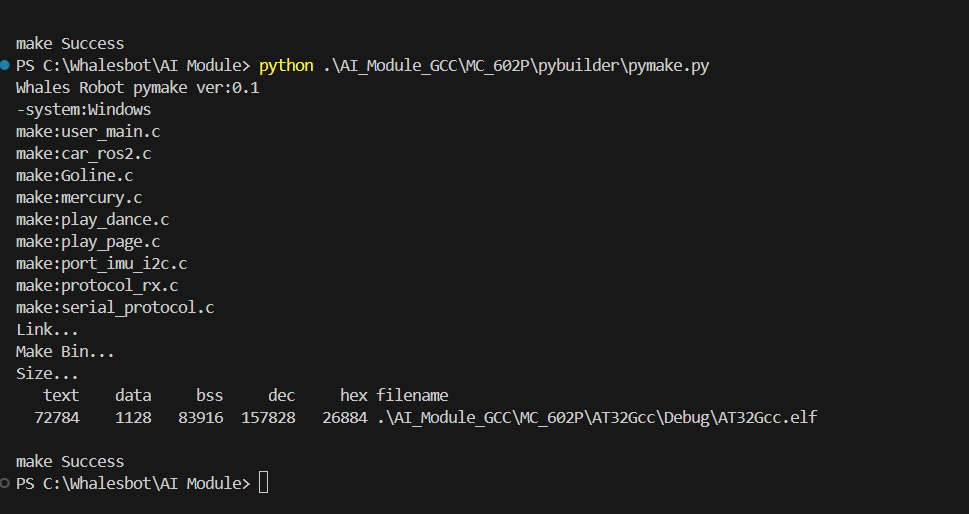 make Success
PS C:\Whalesbot\AI Module> python .\AI_Module_GCC\MC_602P\pybuilder\pymake.py
Whales Robot pymake ver:0.1
-system:Windows
make:user_main.c
make:car_ros2.c
make:Goline.c
make:mercury.c
make:play_dance.c
make:play_page.c
make:port_imu_i2c.c
make:protocol_rx.c
make:serial_protocol.c
Link...
Make Bin...
Size...
   text    data     bss     dec     hex filename
  72784    1128   83916  157828   26884 .\AI_Module_GCC\MC_602P\AT32Gcc\Debug\AT32Gcc.elf
make Success
PS C:\Whalesbot\AI Module>